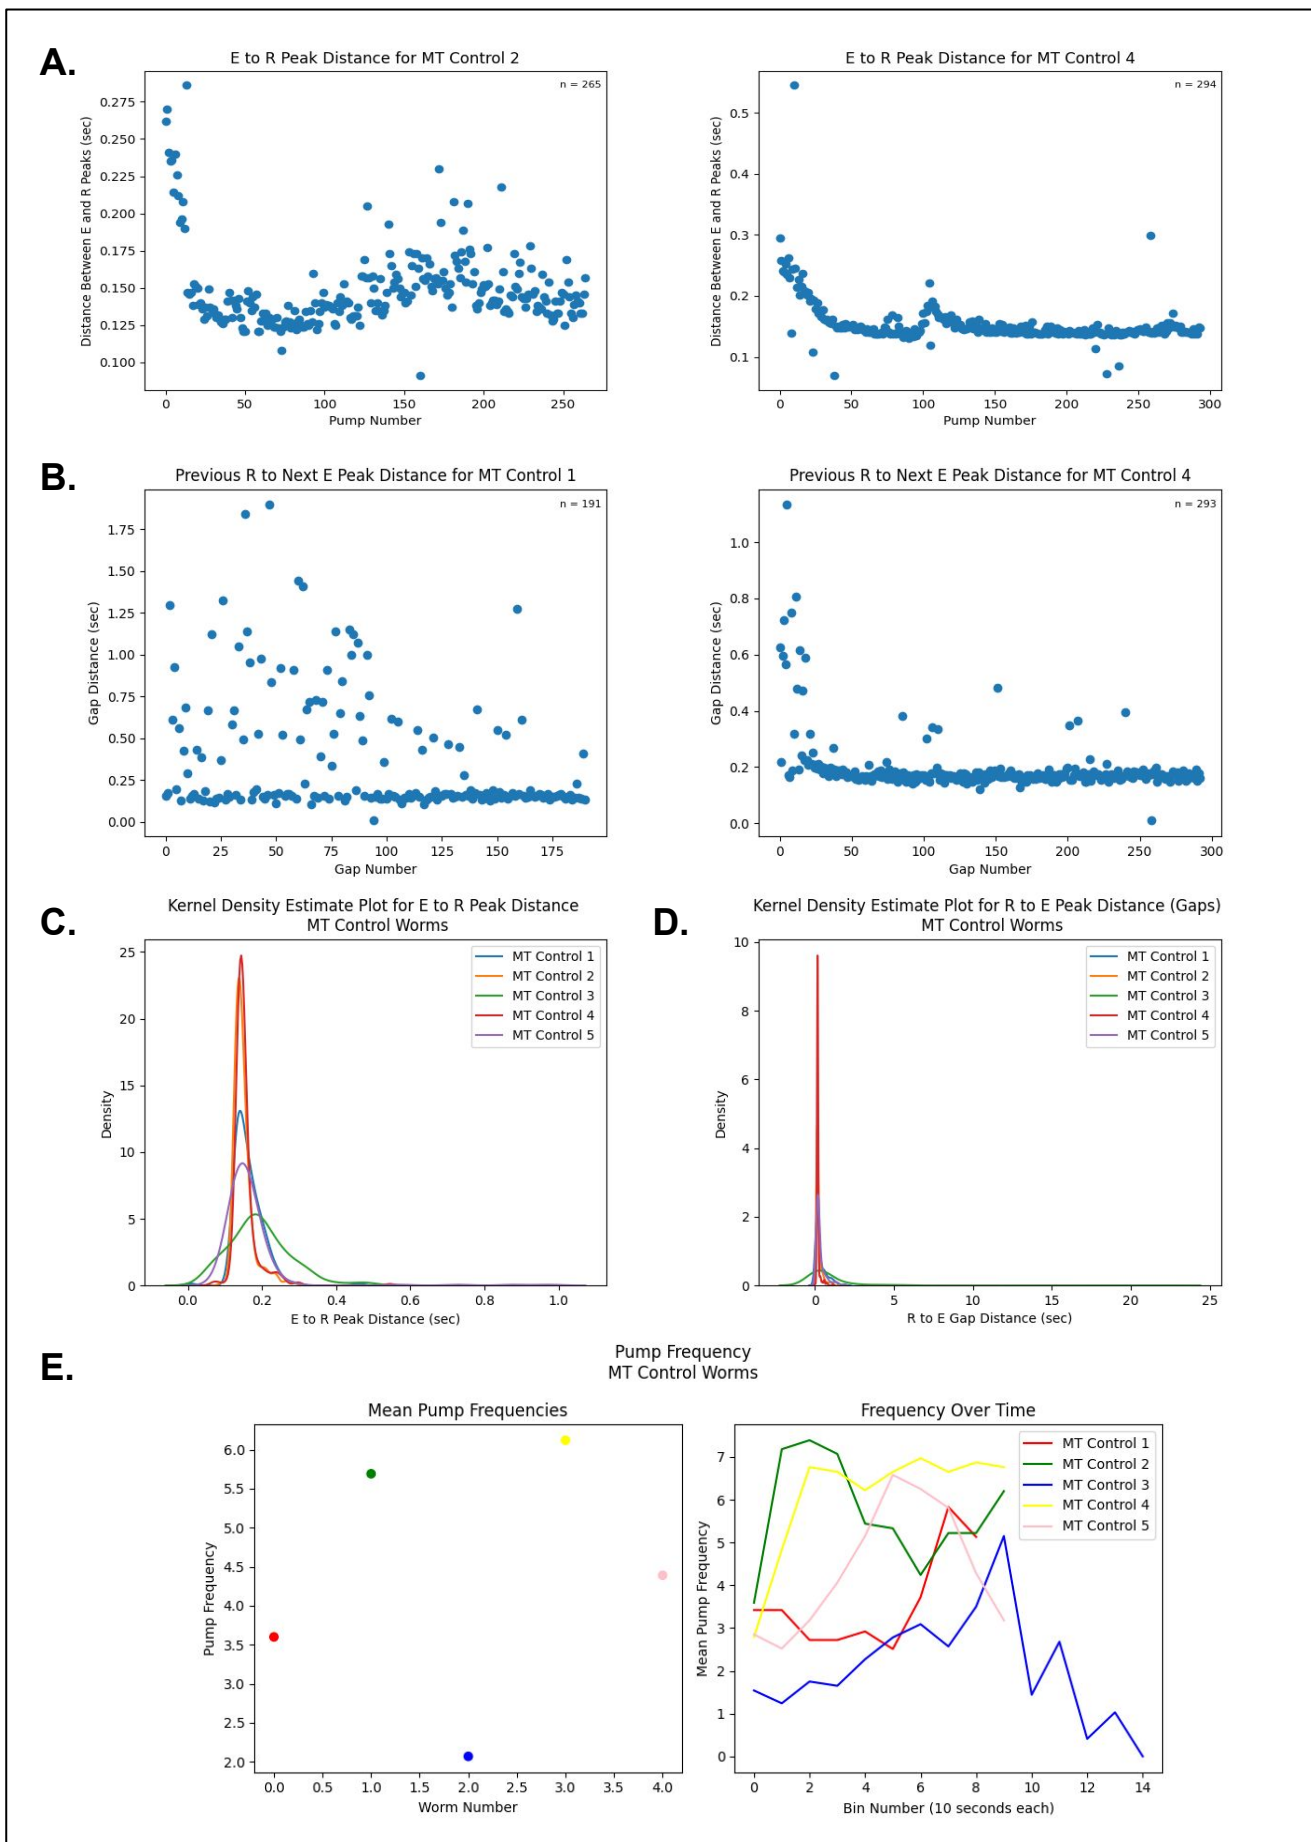 A.
E to R Peak Distance for MT Control 2
n = 265
Distance Between E and R Peaks (sec)
0.275
0.250
0.225
0.200
0.175
0.150
0.125
0.100
0 50 100 150 200 250
Pump Number
E to R Peak Distance for MT Control 4
n = 294
Distance Between E and R Peaks (sec)
0.5
0.4
0.3
0.2
0.1
0 50 100 150 200 250 300
Pump Number
B.
Previous R to Next E Peak Distance for MT Control 1
n = 191
Gap Distance (sec)
1.75
1.50
1.25
1.00
0.75
0.50
0.25
0.00
0 25 50 75 100 125 150 175
Gap Number
Previous R to Next E Peak Distance for MT Control 4
n = 293
Gap Distance (sec)
1.0
0.8
0.6
0.4
0.2
0.0
0 50 100 150 200 250 300
Gap Number
C.
Kernel Density Estimate Plot for E to R Peak Distance
MT Control Worms
MT Control 1
MT Control 2
MT Control 3
MT Control 4
MT Control 5
Density
25
20
15
10
5
0
0.0 0.2 0.4 0.6 0.8 1.0
E to R Peak Distance (sec)
D.
Kernel Density Estimate Plot for R to E Peak Distance (Gaps)
MT Control Worms
MT Control 1
MT Control 2
MT Control 3
MT Control 4
MT Control 5
Density
10
8
6
4
2
0
0 5 10 15 20 25
R to E Gap Distance (sec)
E.
Pump Frequency
MT Control Worms
Mean Pump Frequencies
Pump Frequency
6.0
5.5
5.0
4.5
4.0
3.5
3.0
2.5
2.0
0.0 0.5 1.0 1.5 2.0 2.5 3.0 3.5 4.0
Worm Number
Frequency Over Time
MT Control 1
MT Control 2
MT Control 3
MT Control 4
MT Control 5
Mean Pump Frequency
7
6
5
4
3
2
1
0
0 2 4 6 8 10 12 14
Bin Number (10 seconds each)